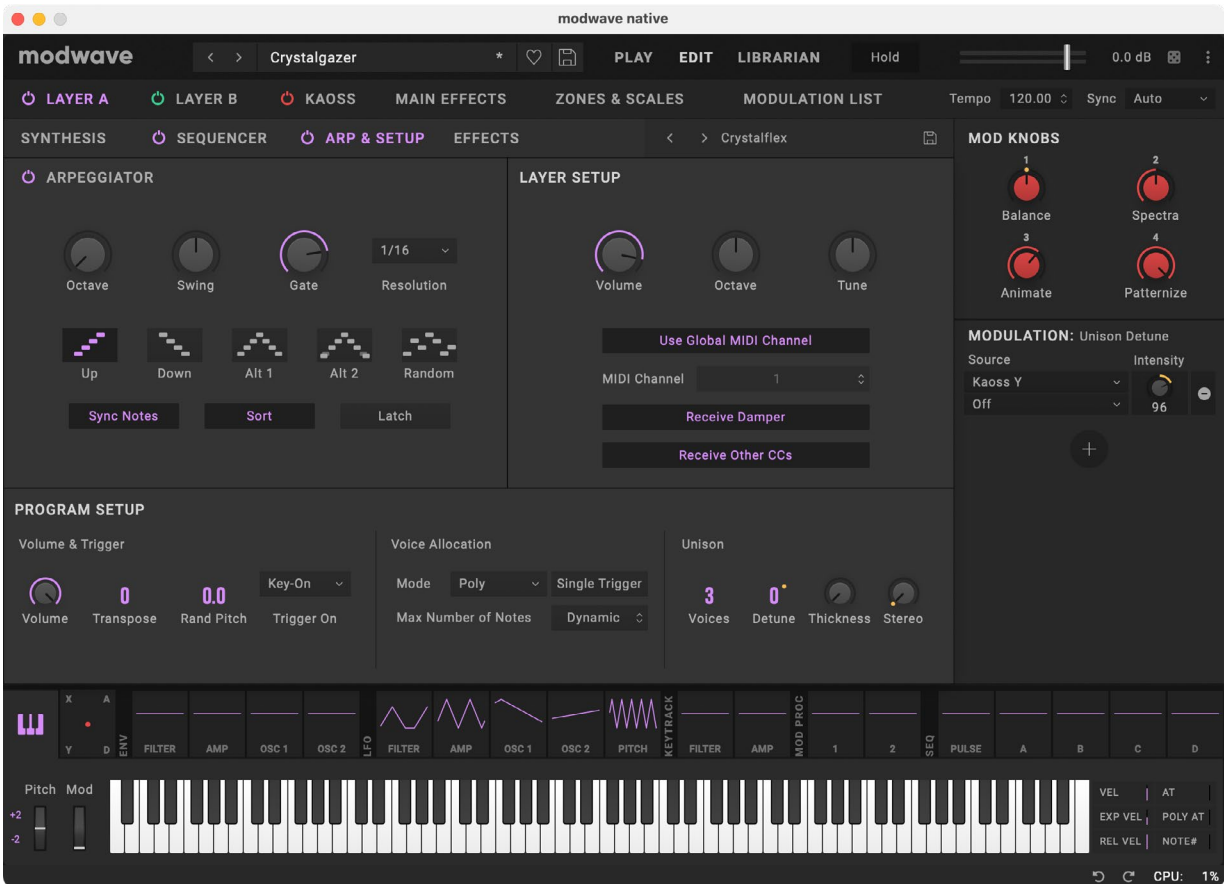 modwave native
modwave < > Crystalgazer * PLAY EDIT LIBRARIAN Hold 0.0 dB
LAYER A LAYER B KAOSS MAIN EFFECTS ZONES & SCALES MODULATION LIST Tempo 120.00 Sync Auto
SYNTHESIS SEQUENCER ARP & SETUP EFFECTS < > Crystalflex
MOD KNOBS
1 2
Balance Spectra
3 4
Animate Patternize
ARPEGGIATOR
1/16
Octave Swing Gate Resolution
Up Down Alt 1 Alt 2 Random
Sync Notes Sort Latch
LAYER SETUP
Volume Octave Tune
Use Global MIDI Channel
MIDI Channel 1
Receive Damper
Receive Other CCs
MODULATION: Unison Detune
Source Intensity
Kaoss Y
Off 96
+
PROGRAM SETUP
Volume & Trigger
0 0.0 Key-On
Volume Transpose Rand Pitch Trigger On
Voice Allocation
Mode Poly Single Trigger
Max Number of Notes Dynamic
Unison
3 0
Voices Detune Thickness Stereo
X A
Y D
ENV FILTER AMP OSC 1 OSC 2 LFO FILTER AMP OSC 1 OSC 2 PITCH KEYTRACK FILTER AMP MOD PROC 1 2 SEQ PULSE A B C D
Pitch Mod
+2
-2
VEL AT
EXP VEL POLY AT
REL VEL NOTE#
CPU: 1%